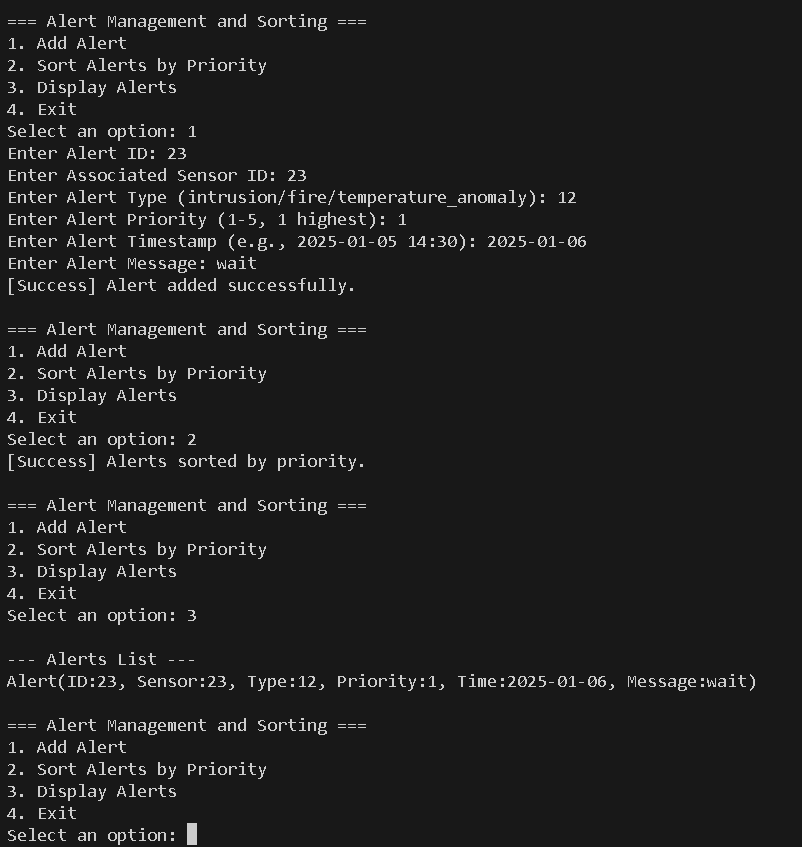 === Alert Management and Sorting ===
1. Add Alert
2. Sort Alerts by Priority
3. Display Alerts
4. Exit
Select an option: 1
Enter Alert ID: 23
Enter Associated Sensor ID: 23
Enter Alert Type (intrusion/fire/temperature_anomaly): 12
Enter Alert Priority (1-5, 1 highest): 1
Enter Alert Timestamp (e.g., 2025-01-05 14:30): 2025-01-06
Enter Alert Message: wait
[Success] Alert added successfully.

=== Alert Management and Sorting ===
1. Add Alert
2. Sort Alerts by Priority
3. Display Alerts
4. Exit
Select an option: 2
[Success] Alerts sorted by priority.

=== Alert Management and Sorting ===
1. Add Alert
2. Sort Alerts by Priority
3. Display Alerts
4. Exit
Select an option: 3

--- Alerts List ---
Alert(ID:23, Sensor:23, Type:12, Priority:1, Time:2025-01-06, Message:wait)

=== Alert Management and Sorting ===
1. Add Alert
2. Sort Alerts by Priority
3. Display Alerts
4. Exit
Select an option: